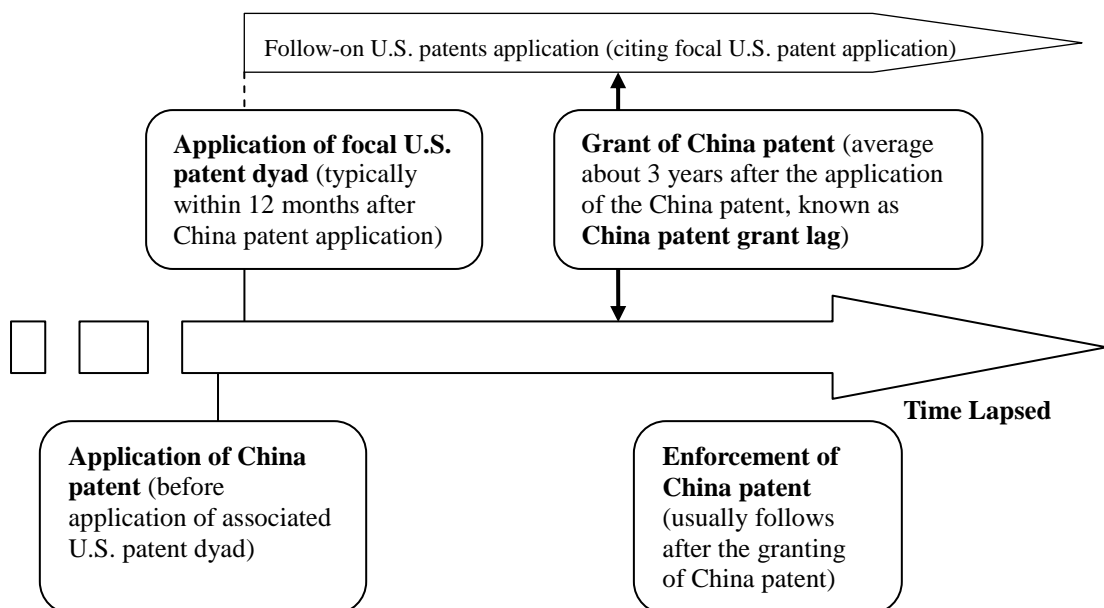 Follow-on U.S. patents application (citing focal U.S. patent application)
Application of focal U.S.
patent dyad (typically
within 12 months after
China patent application)
Grant of China patent (average
about 3 years after the application
of the China patent, known as
China patent grant lag)
Time Lapsed
Application of China
patent (before
application of associated
U.S. patent dyad)
Enforcement of
China patent
(usually follows
after the granting
of China patent)